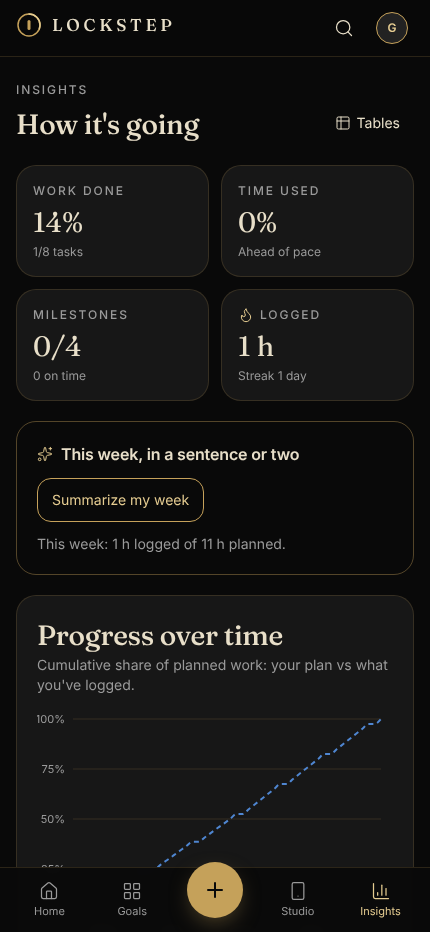 LOCKSTEP
G
INSIGHTS
How it's going
Tables
WORK DONE
14%
1/8 tasks
TIME USED
0%
Ahead of pace
MILESTONES
0/4
0 on time
LOGGED
1 h
Streak 1 day
This week, in a sentence or two
Summarize my week
This week: 1 h logged of 11 h planned.
Progress over time
Cumulative share of planned work: your plan vs what
you've logged.
100%
75%
50%
Home
Goals
Studio
Insights